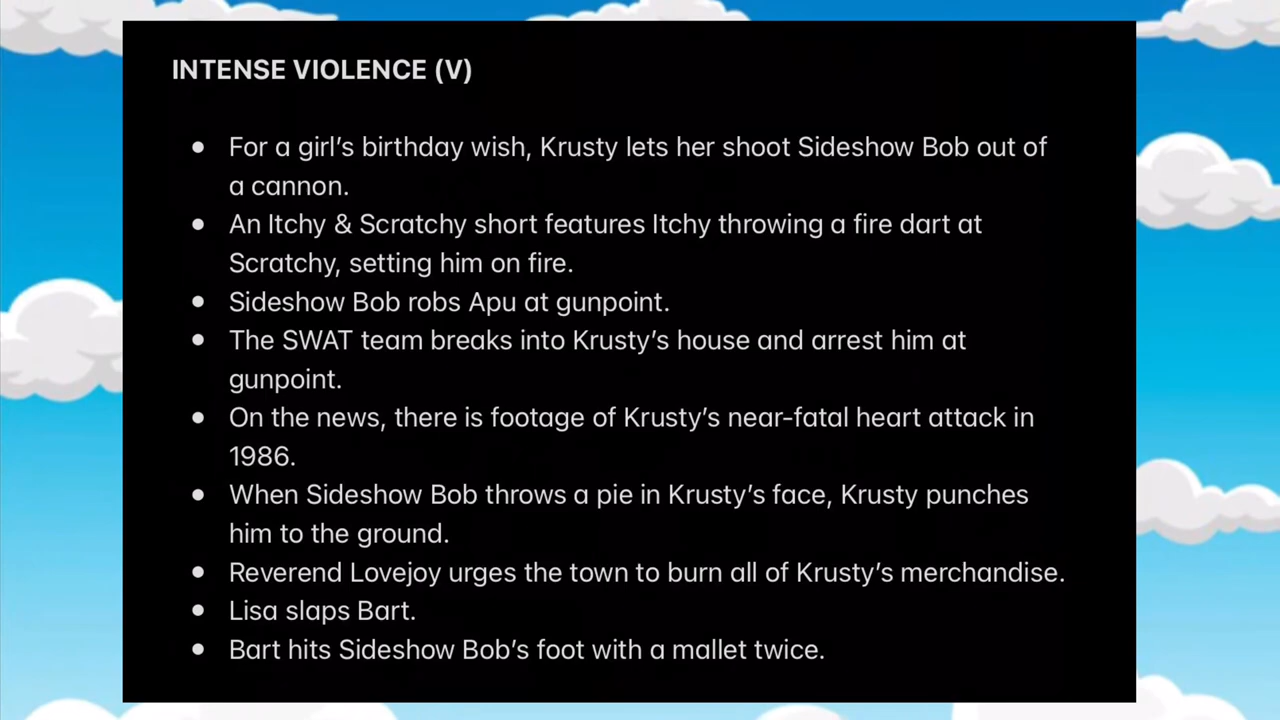 INTENSE VIOLENCE (V)
● For a girl’s birthday wish, Krusty lets her shoot Sideshow Bob out of
a cannon.
● An Itchy & Scratchy short features Itchy throwing a fire dart at
Scratchy, setting him on fire.
● Sideshow Bob robs Apu at gunpoint.
● The SWAT team breaks into Krusty’s house and arrest him at
gunpoint.
● On the news, there is footage of Krusty’s near-fatal heart attack in
1986.
● When Sideshow Bob throws a pie in Krusty’s face, Krusty punches
him to the ground.
● Reverend Lovejoy urges the town to burn all of Krusty’s merchandise.
● Lisa slaps Bart.
● Bart hits Sideshow Bob’s foot with a mallet twice.